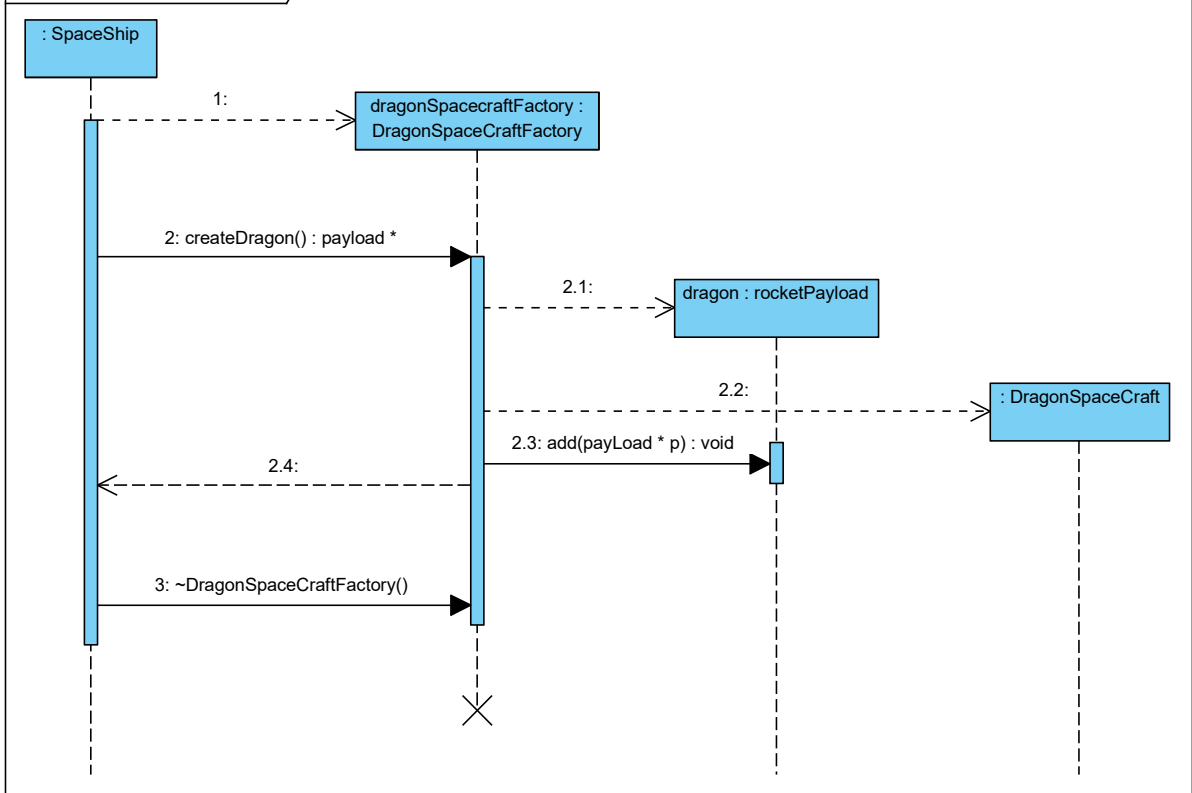 : SpaceShip
1:
dragonSpacecraftFactory :
DragonSpaceCraftFactory
2: createDragon() : payload *
2.1:
dragon : rocketPayload
2.2:
: DragonSpaceCraft
2.3: add(payLoad * p) : void
2.4:
3: ~DragonSpaceCraftFactory()